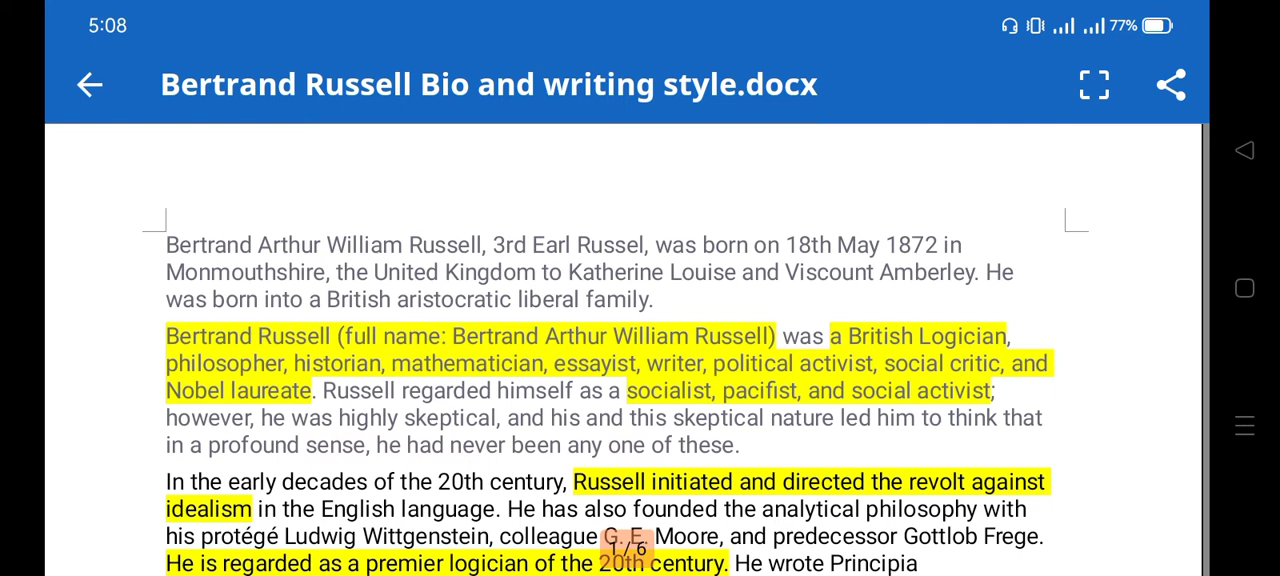 5:08
77%
Bertrand Russell Bio and writing style.docx
Bertrand Arthur William Russell, 3rd Earl Russel, was born on 18th May 1872 in
Monmouthshire, the United Kingdom to Katherine Louise and Viscount Amberley. He
was born into a British aristocratic liberal family.
Bertrand Russell (full name: Bertrand Arthur William Russell) was a British Logician,
philosopher, historian, mathematician, essayist, writer, political activist, social critic, and
Nobel laureate. Russell regarded himself as a socialist, pacifist, and social activist;
however, he was highly skeptical, and his and this skeptical nature led him to think that
in a profound sense, he had never been any one of these.
In the early decades of the 20th century, Russell initiated and directed the revolt against
idealism in the English language. He has also founded the analytical philosophy with
his protégé Ludwig Wittgenstein, colleague G. E. Moore, and predecessor Gottlob Frege.
1 / 6
He is regarded as a premier logician of the 20th century. He wrote Principia